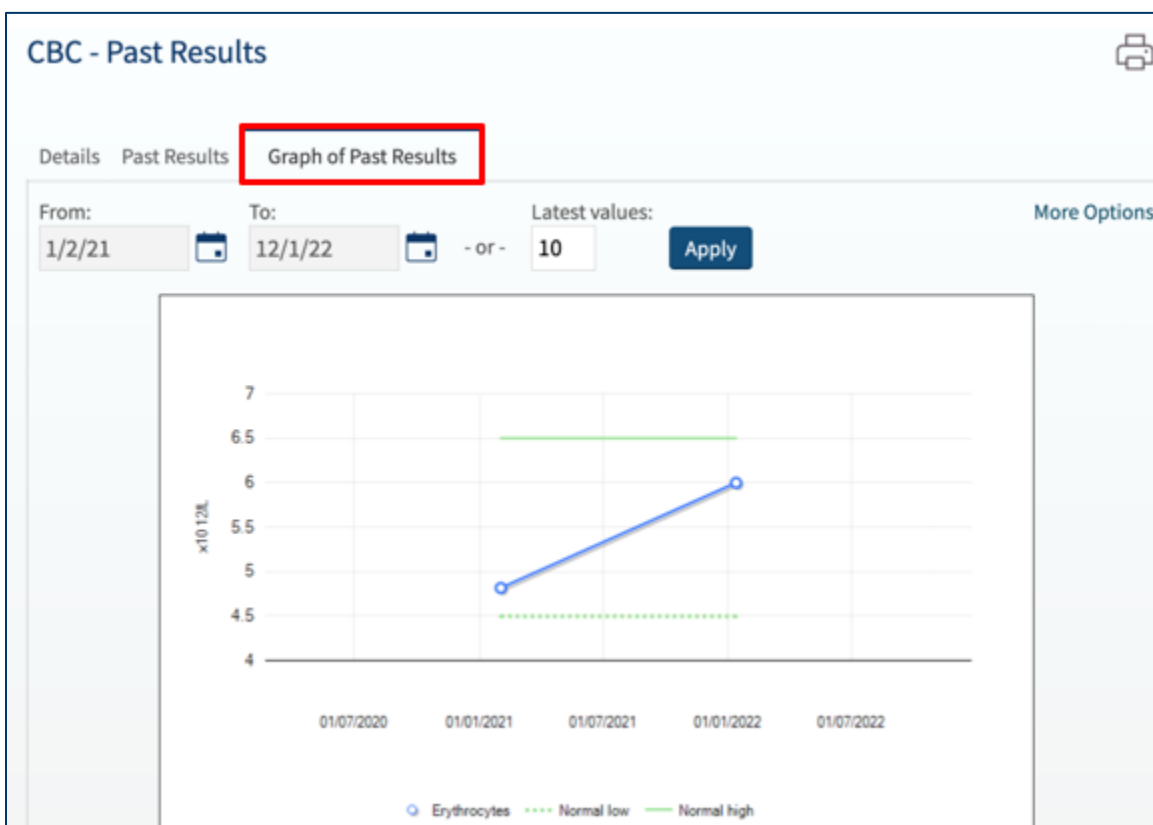 CBC - Past Results
Details Past Results Graph of Past Results
From: To: Latest values: More Options
1/2/21 12/1/22 - or - 10 Apply
7
6.5
6
5.5
5
4.5
4
x10 12/L
01/07/2020 01/01/2021 01/07/2021 01/01/2022 01/07/2022
Erythrocytes Normal low Normal high